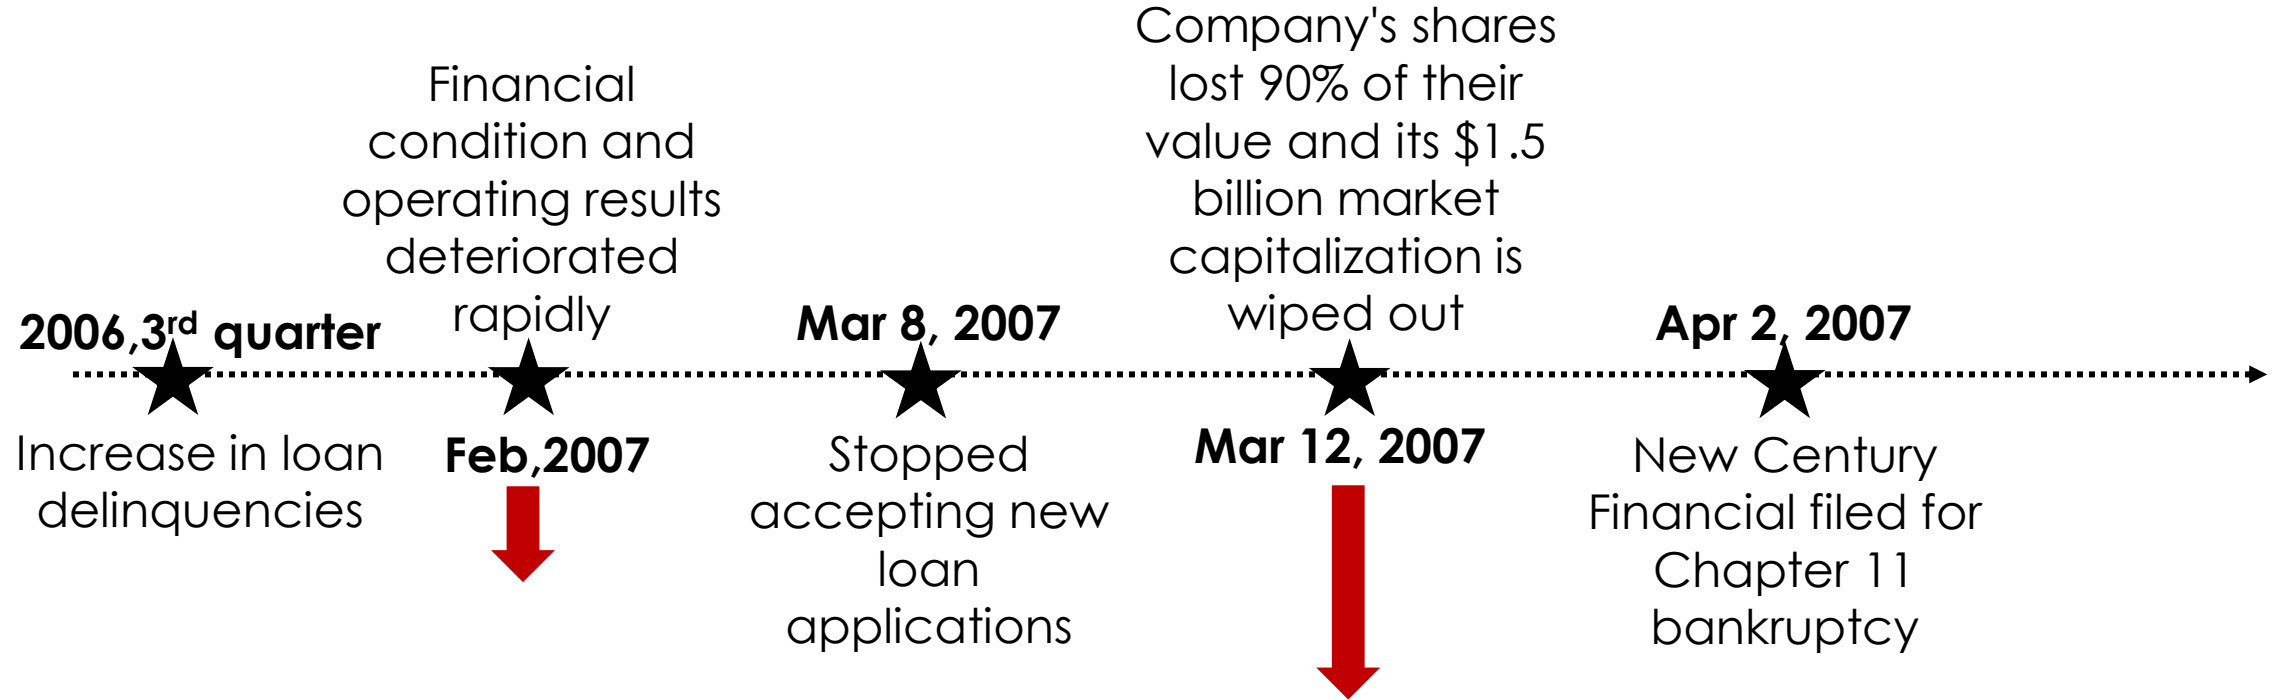 2006,3rd quarter
Increase in loan
delinquencies
Financial
condition and
operating results
deteriorated
rapidly
Feb,2007
Mar 8, 2007
Stopped
accepting new
loan
applications
Company's shares
lost 90% of their
value and its $1.5
billion market
capitalization is
wiped out
Mar 12, 2007
Apr 2, 2007
New Century
Financial filed for
Chapter 11
bankruptcy